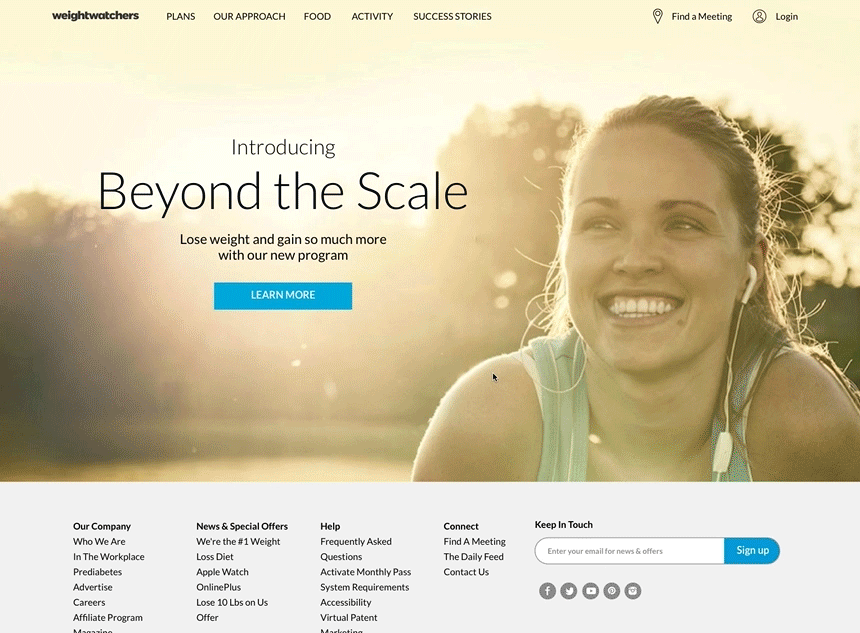 weightwatchers
PLANS
OUR APPROACH
FOOD
ACTIVITY
SUCCESS STORIES
Find a Meeting
Login
Introducing
Beyond the Scale
Lose weight and gain so much more
with our new program
LEARN MORE
Our Company
Who We Are
In The Workplace
Prediabetes
Advertise
Careers
Affiliate Program
Magazine
News & Special Offers
We're the #1 Weight
Loss Diet
Apple Watch
OnlinePlus
Lose 10 Lbs on Us
Offer
Help
Frequently Asked
Questions
Activate Monthly Pass
System Requirements
Accessibility
Virtual Patent
Marketing
Connect
Find A Meeting
The Daily Feed
Contact Us
Keep In Touch
Enter your email for news & offers
Sign up